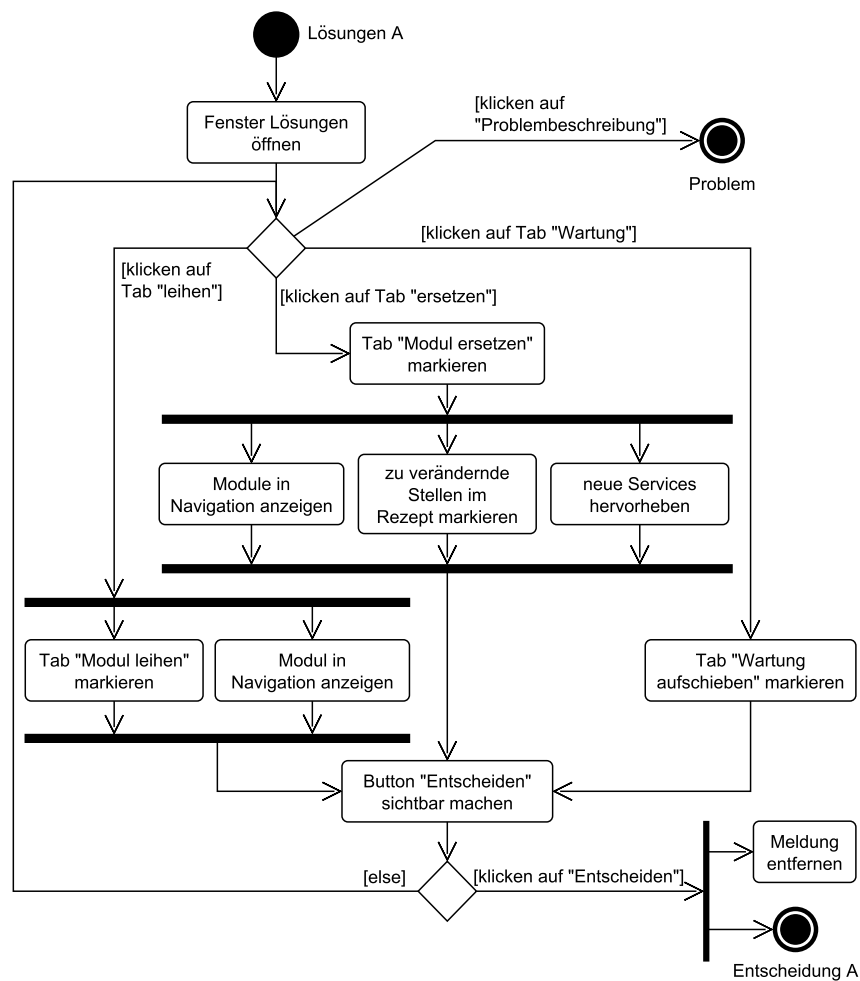 Lösungen A
Fenster Lösungen
öffnen
[klicken auf
"Problembeschreibung"]
Problem
[klicken auf Tab "Wartung"]
[klicken auf
Tab "leihen"]
[klicken auf Tab "ersetzen"]
Tab "Modul ersetzen"
markieren
Module in
Navigation anzeigen
zu verändernde
Stellen im
Rezept markieren
neue Services
hervorheben
Tab "Modul leihen"
markieren
Modul in
Navigation anzeigen
Tab "Wartung
aufschieben" markieren
Button "Entscheiden"
sichtbar machen
[else]
[klicken auf "Entscheiden"]
Meldung
entfernen
Entscheidung A